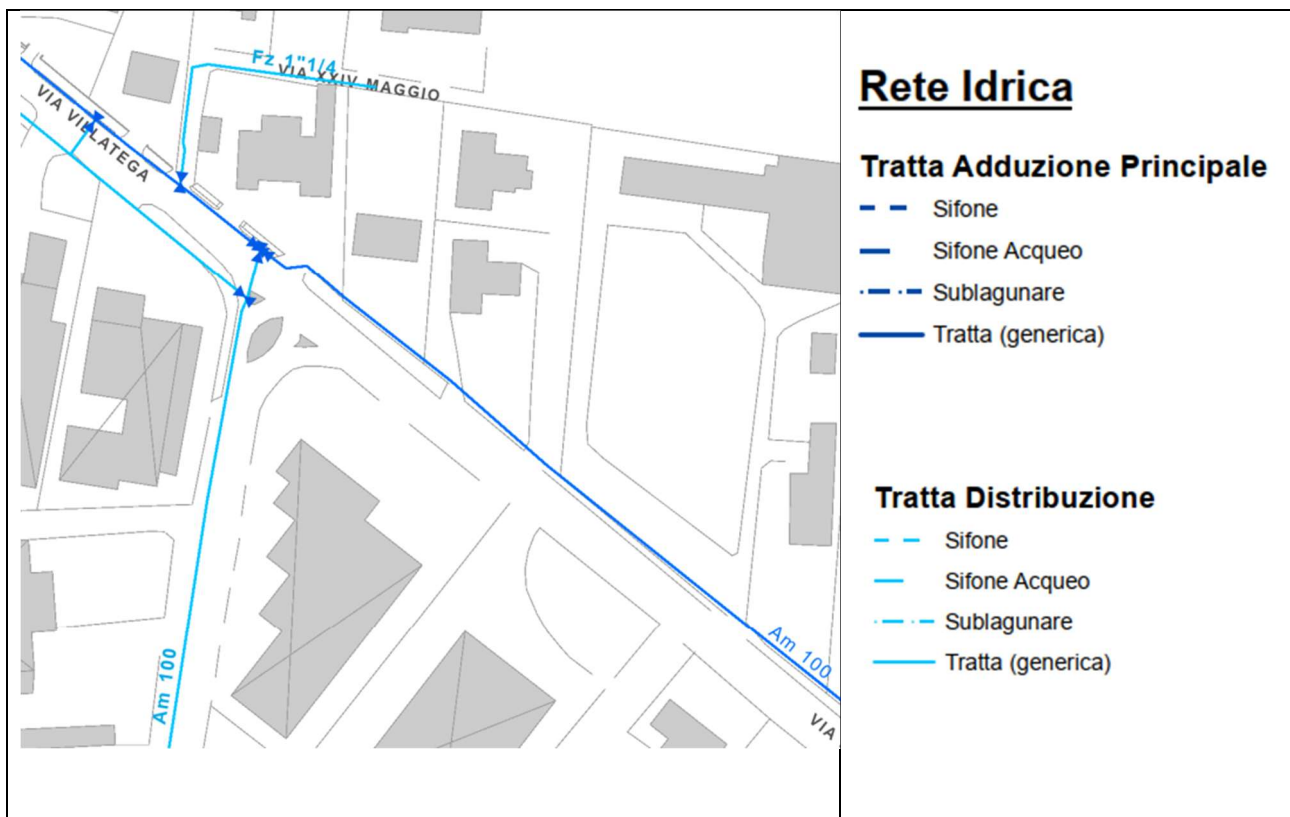 Fz 1"1/4
VIA XXIV MAGGIO
VIA VILLATEGA
Am 100
Am 100
VIA
Rete Idrica
Tratta Adduzione Principale
Sifone
Sifone Acqueo
Sublagunare
Tratta (generica)
Tratta Distribuzione
Sifone
Sifone Acqueo
Sublagunare
Tratta (generica)